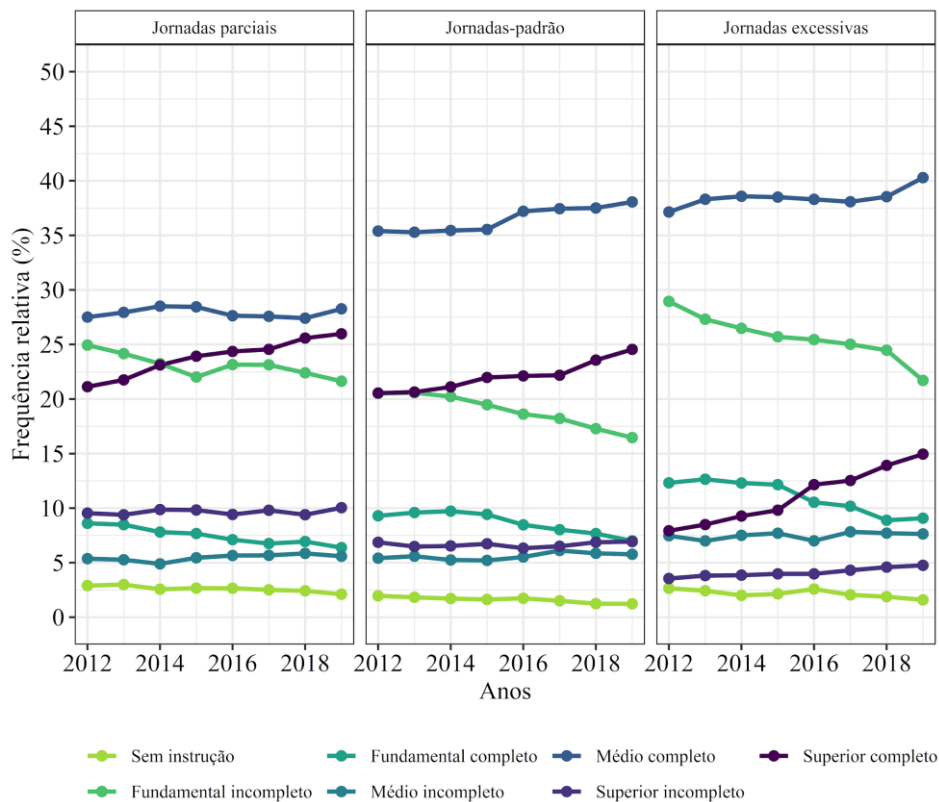 Jornadas parciais
Jornadas-padrão
Jornadas excessivas
Frequência relativa (%)
50
45
40
35
30
25
20
15
10
5
0
2012 2014 2016 2018 2012 2014 2016 2018 2012 2014 2016 2018
Anos
Sem instrução Fundamental completo Médio completo Superior completo
Fundamental incompleto Médio incompleto Superior incompleto